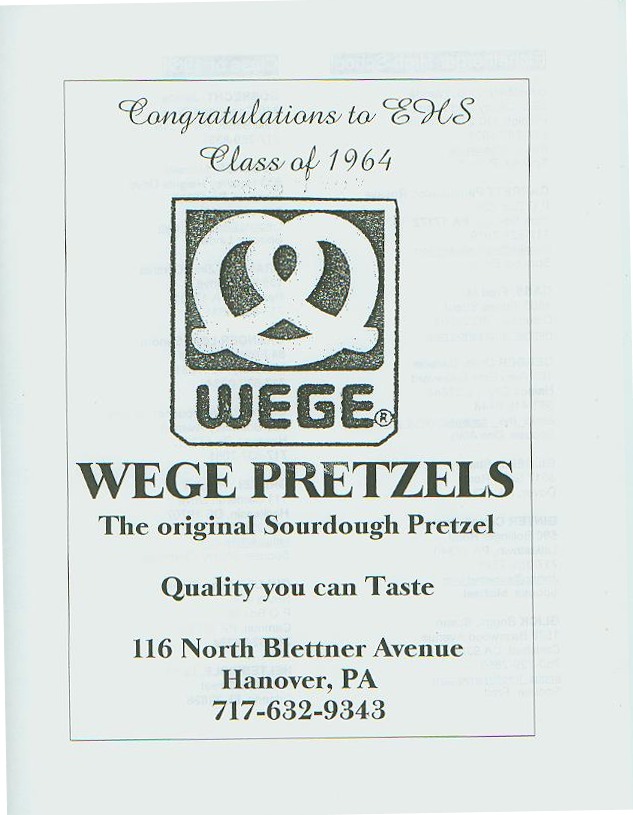 Congratulations to EHS
Class of 1964
WEGE®
WEGE PRETZELS
The original Sourdough Pretzel
Quality you can Taste
116 North Blettner Avenue
Hanover, PA
717-632-9343